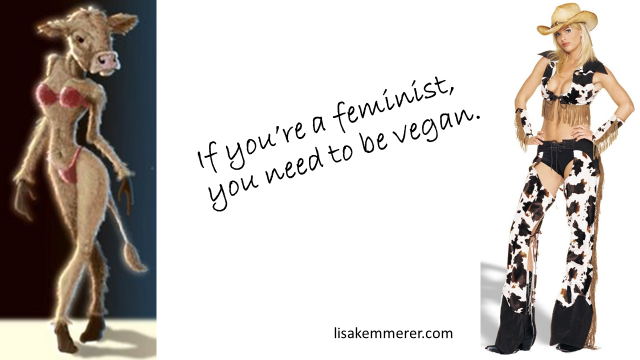 If you're a feminist,
you need to be vegan.
lisakemmerer.com